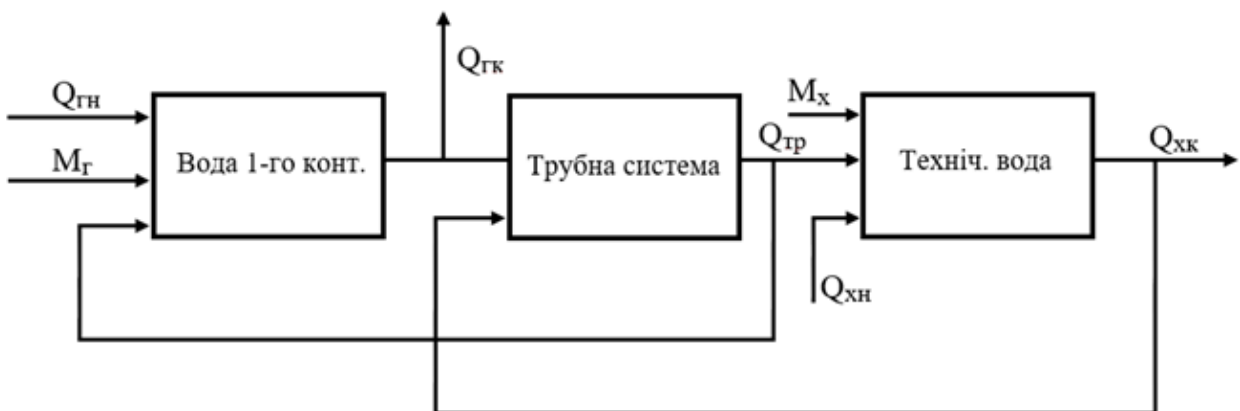 Qгк
Qгн
Mг
Вода 1-го конт.
Трубна система
Qтр
Mх
Техніч. вода
Qхн
Qхк